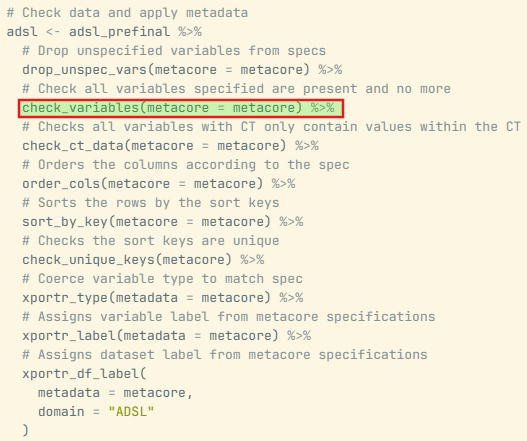 # Check data and apply metadata
adsl <- adsl_prefinal %>%
  # Drop unspecified variables from specs
  drop_unspec_vars(metacore = metacore) %>%
  # Check all variables specified are present and no more
  check_variables(metacore = metacore) %>%
  # Checks all variables with CT only contain values within the CT
  check_ct_data(metacore = metacore) %>%
  # Orders the columns according to the spec
  order_cols(metacore = metacore) %>%
  # Sorts the rows by the sort keys
  sort_by_key(metacore = metacore) %>%
  # Checks the sort keys are unique
  check_unique_keys(metacore) %>%
  # Coerce variable type to match spec
  xportr_type(metadata = metacore) %>%
  # Assigns variable label from metacore specifications
  xportr_label(metadata = metacore) %>%
  # Assigns dataset label from metacore specifications
  xportr_df_label(
    metadata = metacore,
    domain = "ADSL"
  )